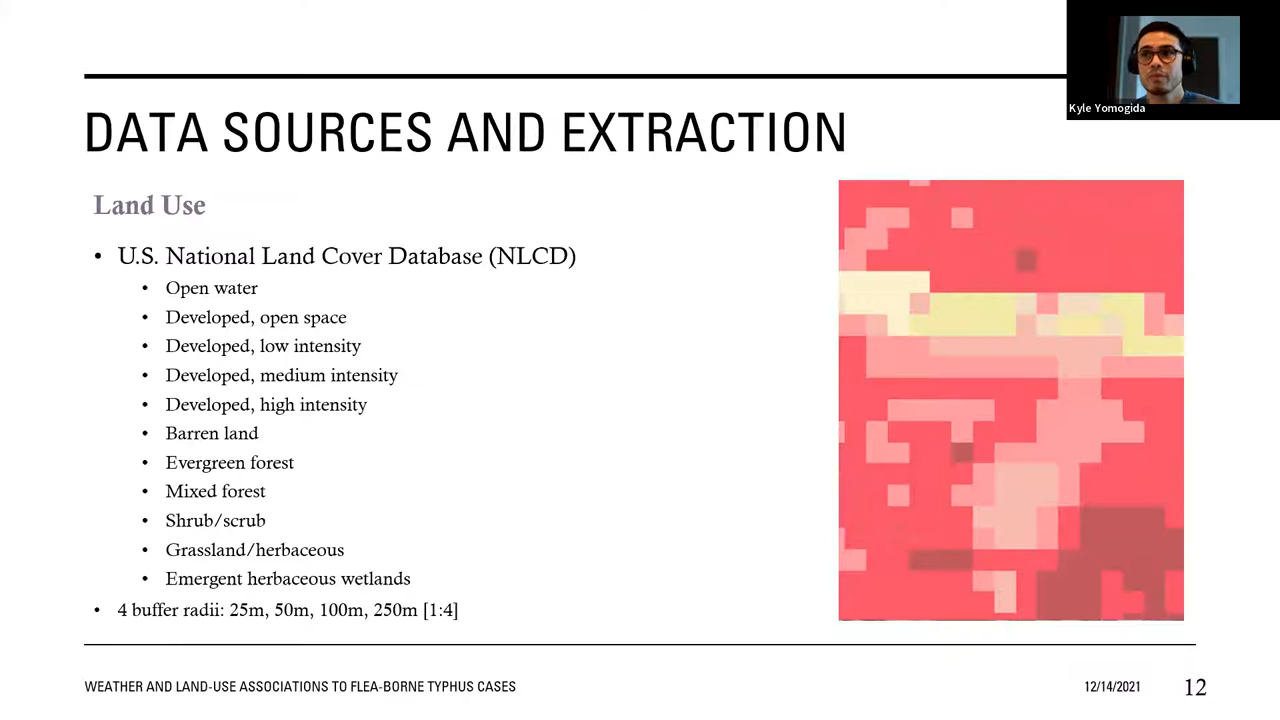 Kyle Yomogida
DATA SOURCES AND EXTRACTION
Land Use
• U.S. National Land Cover Database (NLCD)
• Open water
• Developed, open space
• Developed, low intensity
• Developed, medium intensity
• Developed, high intensity
• Barren land
• Evergreen forest
• Mixed forest
• Shrub/scrub
• Grassland/herbaceous
• Emergent herbaceous wetlands
• 4 buffer radii: 25m, 50m, 100m, 250m [1:4]
WEATHER AND LAND-USE ASSOCIATIONS TO FLEA-BORNE TYPHUS CASES
12/14/2021
12